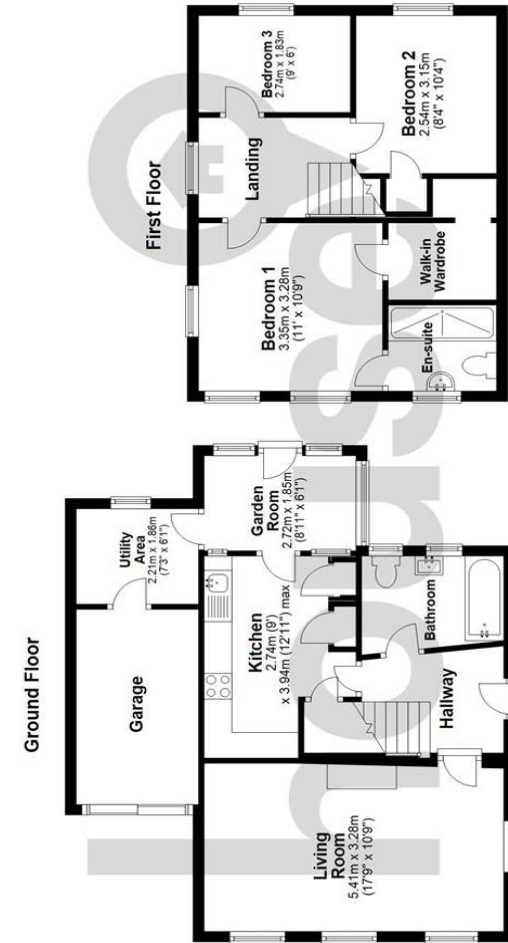 Ground Floor
Garage
Utility
Area
2.21m x 1.86m
(7'3" x 6'1")
Garden
Room
2.72m x 1.85m
(8'11" x 6'1")
Kitchen
2.74m (9')
x 3.94m (12'11") max
Living
Room
5.41m x 3.28m
(17'9" x 10'9")
Hallway
Bathroom
First Floor
Bedroom 3
2.74m x 1.83m
(9' x 6')
Landing
Bedroom 2
2.54m x 3.15m
(8'4" x 10'4")
Bedroom 1
3.35m x 3.28m
(11' x 10'9")
Walk-in
Wardrobe
En-suite
inouse